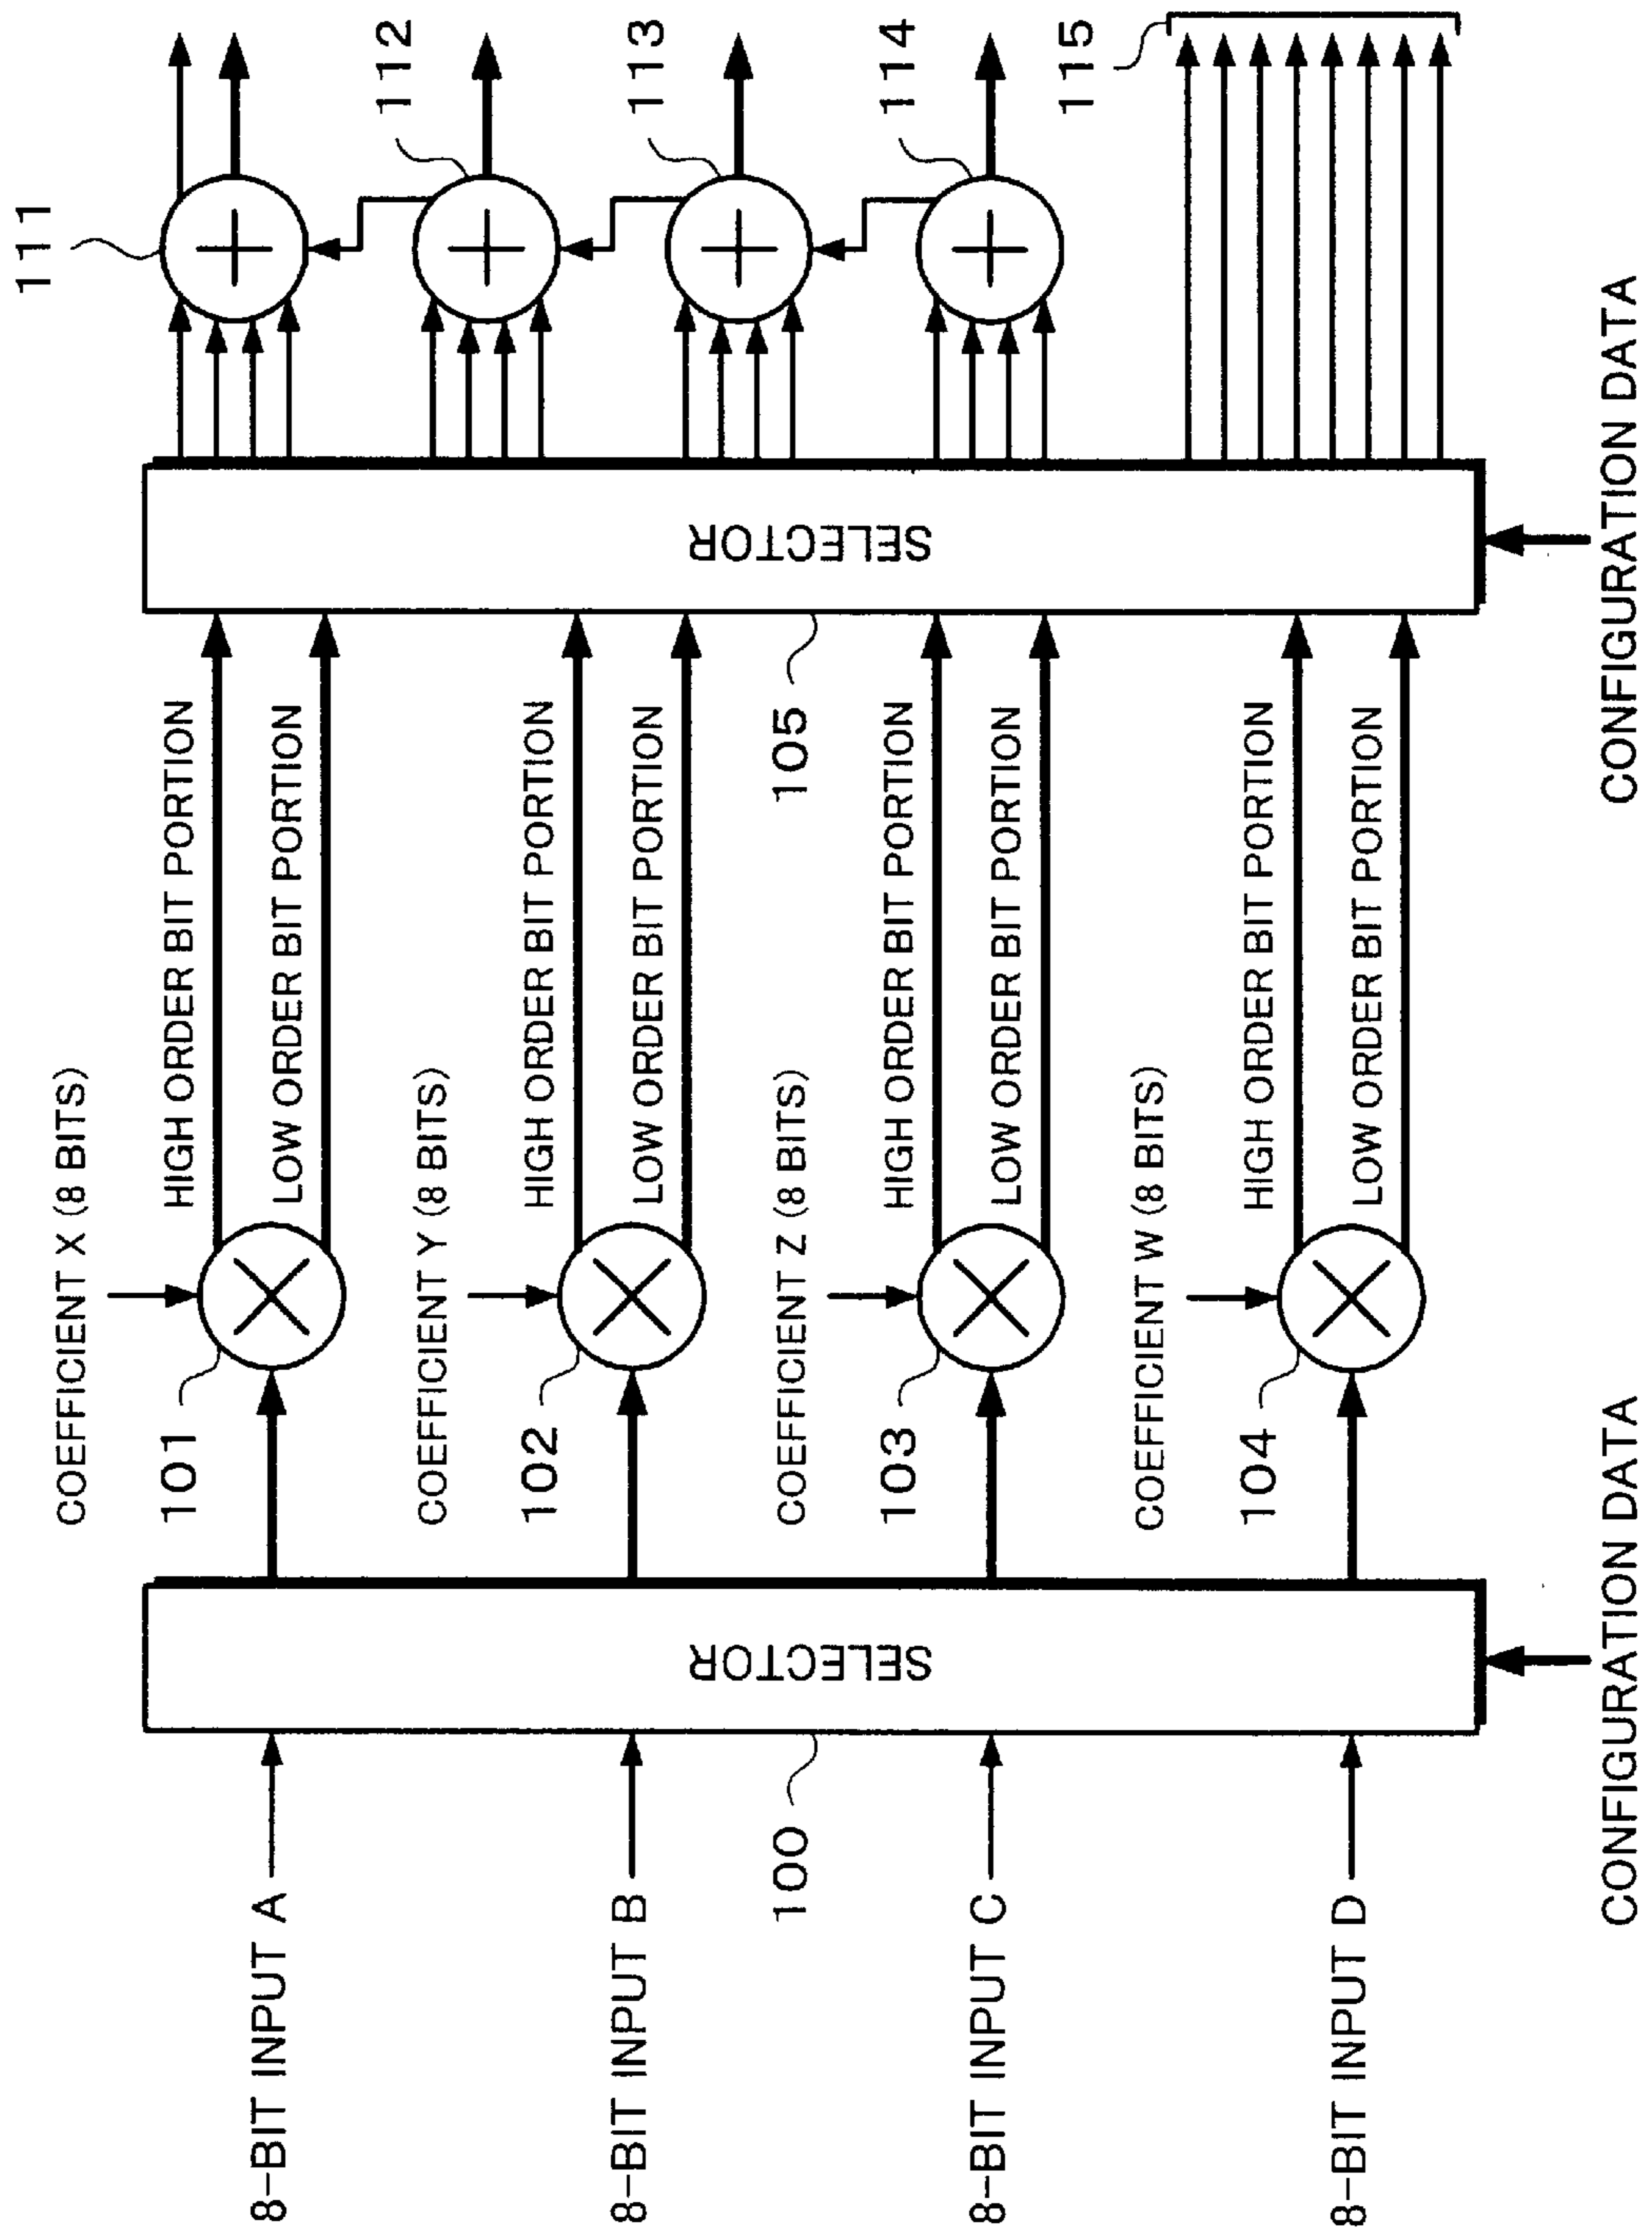 8-BIT INPUT A
8-BIT INPUT B
8-BIT INPUT C
8-BIT INPUT D
100
SELECTOR
CONFIGURATION DATA
COEFFICIENT X (8 BITS)
101
COEFFICIENT Y (8 BITS)
102
COEFFICIENT Z (8 BITS)
103
COEFFICIENT W (8 BITS)
104
HIGH ORDER BIT PORTION
LOW ORDER BIT PORTION
HIGH ORDER BIT PORTION
LOW ORDER BIT PORTION
HIGH ORDER BIT PORTION
LOW ORDER BIT PORTION
HIGH ORDER BIT PORTION
LOW ORDER BIT PORTION
105
SELECTOR
CONFIGURATION DATA
111
112
113
114
115